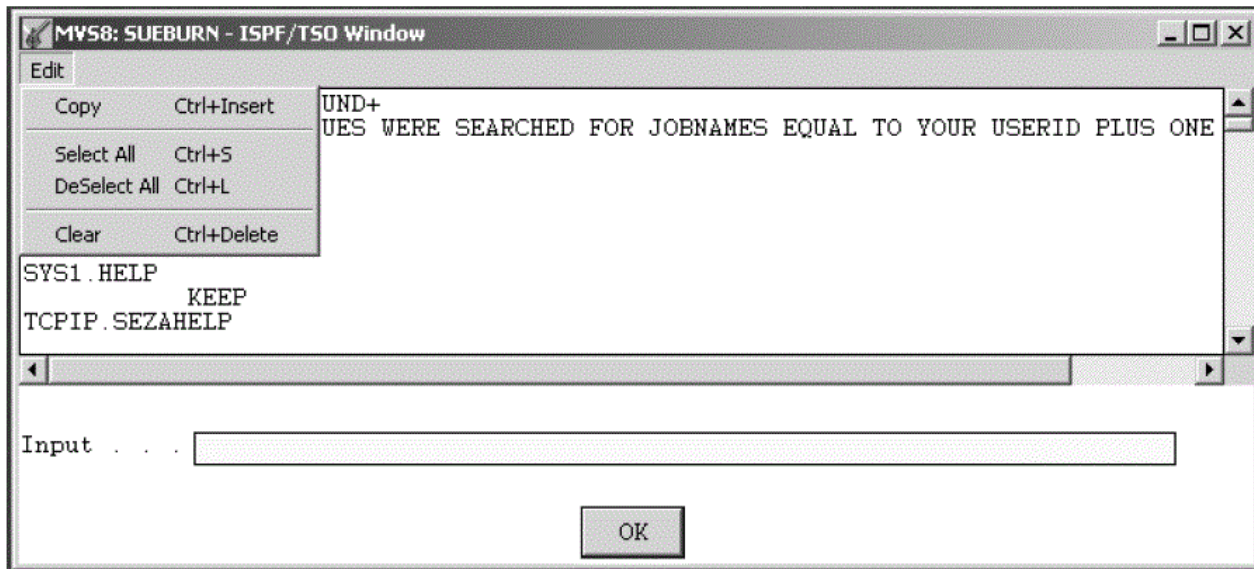 MVS8: SUEBURN - ISPF/TSO Window
Edit
Copy Ctrl+Insert
Select All Ctrl+S
DeSelect All Ctrl+L
Clear Ctrl+Delete
UND+
UES WERE SEARCHED FOR JOBNAMES EQUAL TO YOUR USERID PLUS ONE
SYS1.HELP
KEEP
TCPIP.SEZAHELP
Input . . .
OK